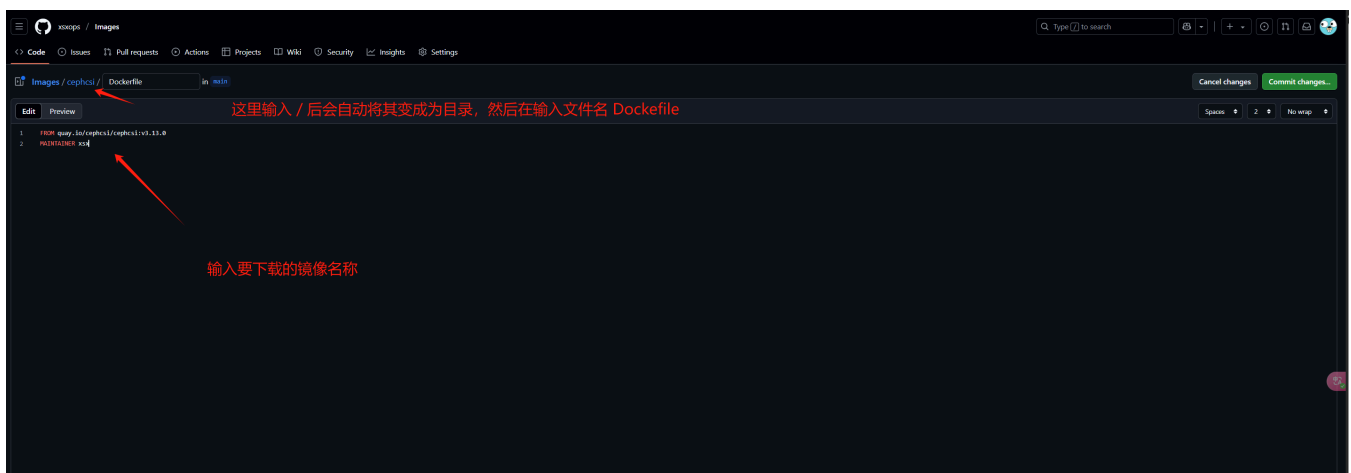 xsxops / Images
Type / to search
Code Issues Pull requests Actions Projects Wiki Security Insights Settings
Images / cephcsi / Dockerfile in main
Cancel changes Commit changes...
Edit Preview
Spaces 2 No wrap
这里输入 / 后会自动将其变成为目录，然后在输入文件名 Dockefile
1 FROM quay.io/cephcsi/cephcsi:v3.13.0
2 MAINTAINER xsx
输入要下载的镜像名称